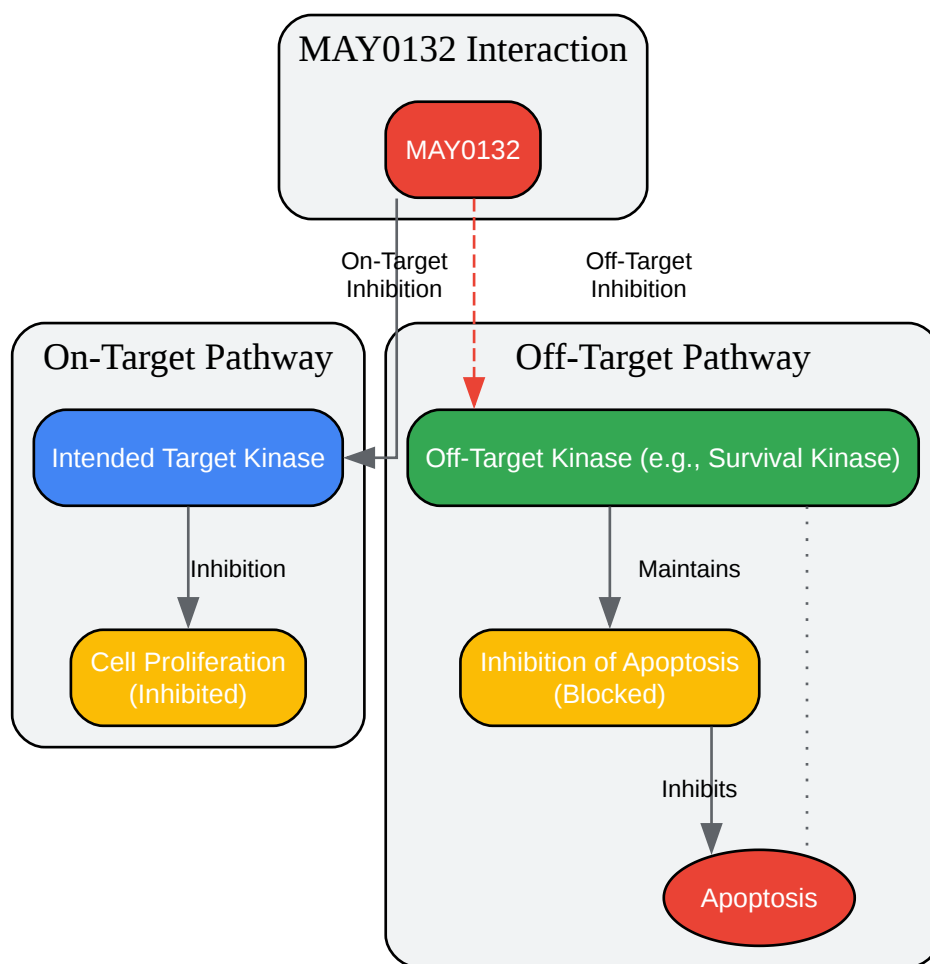 MAY0132 Interaction
MAY0132
On-Target
Inhibition
Off-Target
Inhibition
On-Target Pathway
Intended Target Kinase
Inhibition
Cell Proliferation
(Inhibited)
Off-Target Pathway
Off-Target Kinase (e.g., Survival Kinase)
Maintains
Inhibition of Apoptosis
(Blocked)
Inhibits
Apoptosis